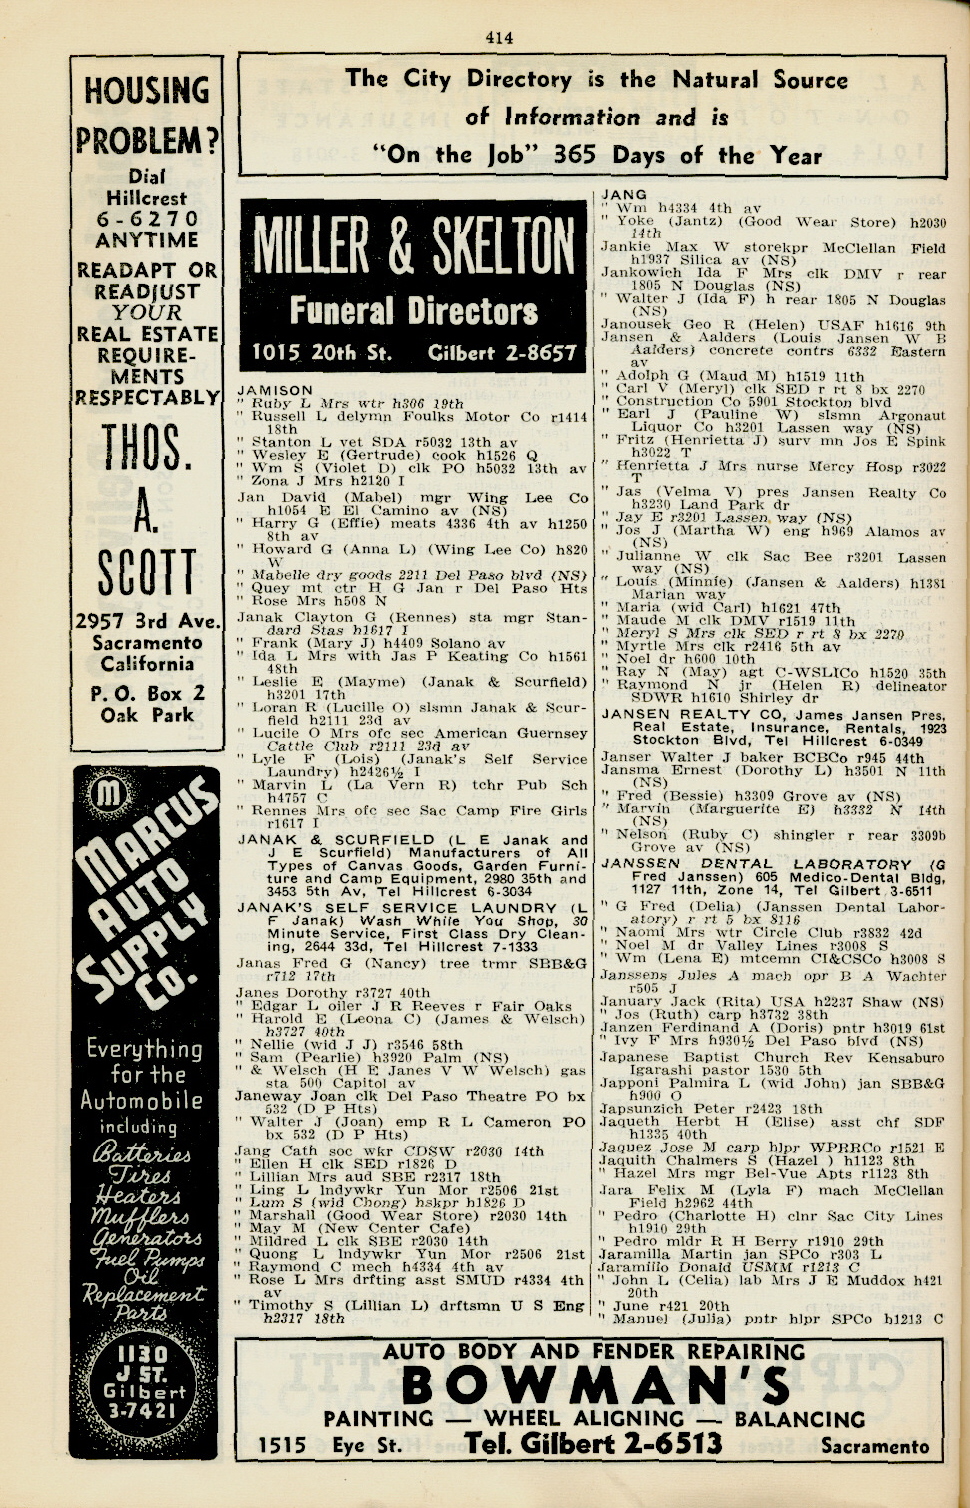 414
HOUSING
PROBLEM?
Dial
Hillcrest
6-6270
ANYTIME
READAPT OR
READJUST
YOUR
REAL ESTATE
REQUIRE-
MENTS
RESPECTABLY
THOS.
A.
SCOTT
2957 3rd Ave.
Sacramento
California
P. O. Box 2
Oak Park
M
MARCUS
AUTO
SUPPLY
Co.
Everything
for the
Automobile
including
Batteries
Tires
Heaters
Mufflers
Generators
Fuel Pumps
Oil
Replacement
Parts
1130
J ST.
Gilbert
3-7421
The City Directory is the Natural Source
of Information and is
"On the Job" 365 Days of the Year
MILLER & SKELTON
Funeral Directors
1015 20th St. Gilbert 2-8657
JAMISON
" Ruby L Mrs wtr h306 19th
" Russell L delymn Foulks Motor Co r1414
18th
" Stanton L vet SDA r5032 13th av
" Wesley E (Gertrude) cook h1526 Q
" Wm S (Violet D) clk PO h5032 13th av
" Zona J Mrs h2120 I
Jan David (Mabel) mgr Wing Lee Co
h1054 E El Camino av (NS)
" Harry G (Effie) meats 4336 4th av h1250
8th av
" Howard G (Anna L) (Wing Lee Co) h820
W
" Mabelle dry goods 2211 Del Paso blvd (NS)
" Quey mt ctr H G Jan r Del Paso Hts
" Rose Mrs h508 N
Janak Clayton G (Rennes) sta mgr Stan-
dard Stas h1617 I
" Frank (Mary J) h4409 Solano av
" Ida L Mrs with Jas P Keating Co h1561
48th
" Leslie E (Mayme) (Janak & Scurfield)
h3201 17th
" Loran R (Lucille O) slsmn Janak & Scur-
field h2111 23d av
" Lucile O Mrs ofc sec American Guernsey
Cattle Club r2111 23d av
" Lyle F (Lois) (Janak's Self Service
Laundry) h2426½ I
" Marvin L (La Vern R) tchr Pub Sch
h4757 C
" Rennes Mrs ofc sec Sac Camp Fire Girls
r1617 I
JANAK & SCURFIELD (L E Janak and
J E Scurfield) Manufacturers of All
Types of Canvas Goods, Garden Furni-
ture and Camp Equipment, 2980 35th and
3453 5th Av, Tel Hillcrest 6-3034
JANAK'S SELF SERVICE LAUNDRY (L
F Janak) Wash While You Shop, 30
Minute Service, First Class Dry Clean-
ing, 2644 33d, Tel Hillcrest 7-1333
Janas Fred G (Nancy) tree trmr SBB&G
r712 17th
Janes Dorothy r3727 40th
" Edgar L oiler J R Reeves r Fair Oaks
" Harold E (Leona C) (James & Welsch)
h3727 40th
" Nellie (wid J J) r3546 58th
" Sam (Pearlie) h3920 Palm (NS)
" & Welsch (H E Janes V W Welsch) gas
sta 500 Capitol av
Janeway Joan clk Del Paso Theatre PO bx
532 (D P Hts)
" Walter J (Joan) emp R L Cameron PO
bx 532 (D P Hts)
Jang Cath soc wkr CDSW r2030 14th
" Ellen H clk SED r1826 D
" Lillian Mrs aud SBE r2317 18th
" Ling L lndywkr Yun Mor r2506 21st
" Lum S (wid Chong) hskpr h1826 D
" Marshall (Good Wear Store) r2030 14th
" May M (New Center Cafe)
" Mildred L clk SBE r2030 14th
" Quong L lndywkr Yun Mor r2506 21st
" Raymond C mech h4334 4th av
" Rose L Mrs drfting asst SMUD r4334 4th
av
" Timothy S (Lillian L) drftsmn U S Eng
h2317 18th
JANG
" Wm h4334 4th av
" Yoke (Jantz) (Good Wear Store) h2030
14th
Jankie Max W storekpr McClellan Field
h1937 Silica av (NS)
Jankowich Ida F Mrs clk DMV r rear
1805 N Douglas (NS)
" Walter J (Ida F) h rear 1805 N Douglas
(NS)
Janousek Geo R (Helen) USAF h1616 9th
Jansen & Aalders (Louis Jansen W B
Aalders) concrete contrs 6332 Eastern
av
" Adolph G (Maud M) h1519 11th
" Carl V (Meryl) clk SED r rt 8 bx 2270
" Construction Co 5901 Stockton blvd
" Earl J (Pauline W) slsmn Argonaut
Liquor Co h3201 Lassen way (NS)
" Fritz (Henrietta J) surv mn Jos E Spink
h3022 T
" Henrietta J Mrs nurse Mercy Hosp r3022
T
" Jas (Velma V) pres Jansen Realty Co
h3230 Land Park dr
" Jay E r3201 Lassen way (NS)
" Jos J (Martha W) eng h969 Alamos av
(NS)
" Julianne W clk Sac Bee r3201 Lassen
way (NS)
" Louis (Minnie) (Jansen & Aalders) h1381
Marian way
" Maria (wid Carl) h1621 47th
" Maude M clk DMV r1519 11th
" Meryl S Mrs clk SED r rt 8 bx 2270
" Myrtle Mrs clk r2416 5th av
" Noel dr h600 10th
" Ray N (May) agt C-WSLICo h1520 35th
" Raymond N jr (Helen R) delineator
SDWR h1610 Shirley dr
JANSEN REALTY CO, James Jansen Pres,
Real Estate, Insurance, Rentals, 1923
Stockton Blvd, Tel Hillcrest 6-0349
Janser Walter J baker BCBCo r945 44th
Jansma Ernest (Dorothy L) h3501 N 11th
(NS)
" Fred (Bessie) h3309 Grove av (NS)
" Marvin (Marguerite E) h3332 N 14th
(NS)
" Nelson (Ruby C) shingler r rear 3309b
Grove av (NS)
JANSSEN DENTAL LABORATORY (G
Fred Janssen) 605 Medico-Dental Bldg,
1127 11th, Zone 14, Tel Gilbert 3-6511
" G Fred (Delia) (Janssen Dental Labor-
atory) r rt 5 bx 8116
" Naomi Mrs wtr Circle Club r3832 42d
" Noel M dr Valley Lines r3008 S
" Wm (Lena E) mtcemn CI&CSCo h3008 S
Janssens Jules A mach opr B A Wachter
r505 J
January Jack (Rita) USA h2237 Shaw (NS)
" Jos (Ruth) carp h3732 38th
Janzen Ferdinand A (Doris) pntr h3019 61st
" Ivy F Mrs h930½ Del Paso blvd (NS)
Japanese Baptist Church Rev Kensaburo
Igarashi pastor 1530 5th
Japponi Palmira L (wid John) jan SBB&G
h900 O
Japsunzich Peter r2423 18th
Jaqueth Herbt H (Elise) asst chf SDF
h1335 40th
Jaquez Jose M carp hlpr WPRRCo r1521 E
Jaquith Chalmers S (Hazel ) h1123 8th
" Hazel Mrs mgr Bel-Vue Apts r1123 8th
Jara Felix M (Lyla F) mach McClellan
Field h2962 44th
" Pedro (Charlotte H) clnr Sac City Lines
h1910 29th
" Pedro mldr R H Berry r1910 29th
Jaramilla Martin jan SPCo r303 L
Jaramillo Donald USMM r1213 C
" John L (Celia) lab Mrs J E Muddox h421
20th
" June r421 20th
" Manuel (Julia) pntr hlpr SPCo h1213 C
AUTO BODY AND FENDER REPAIRING
BOWMAN'S
PAINTING — WHEEL ALIGNING — BALANCING
1515 Eye St. Tel. Gilbert 2-6513 Sacramento